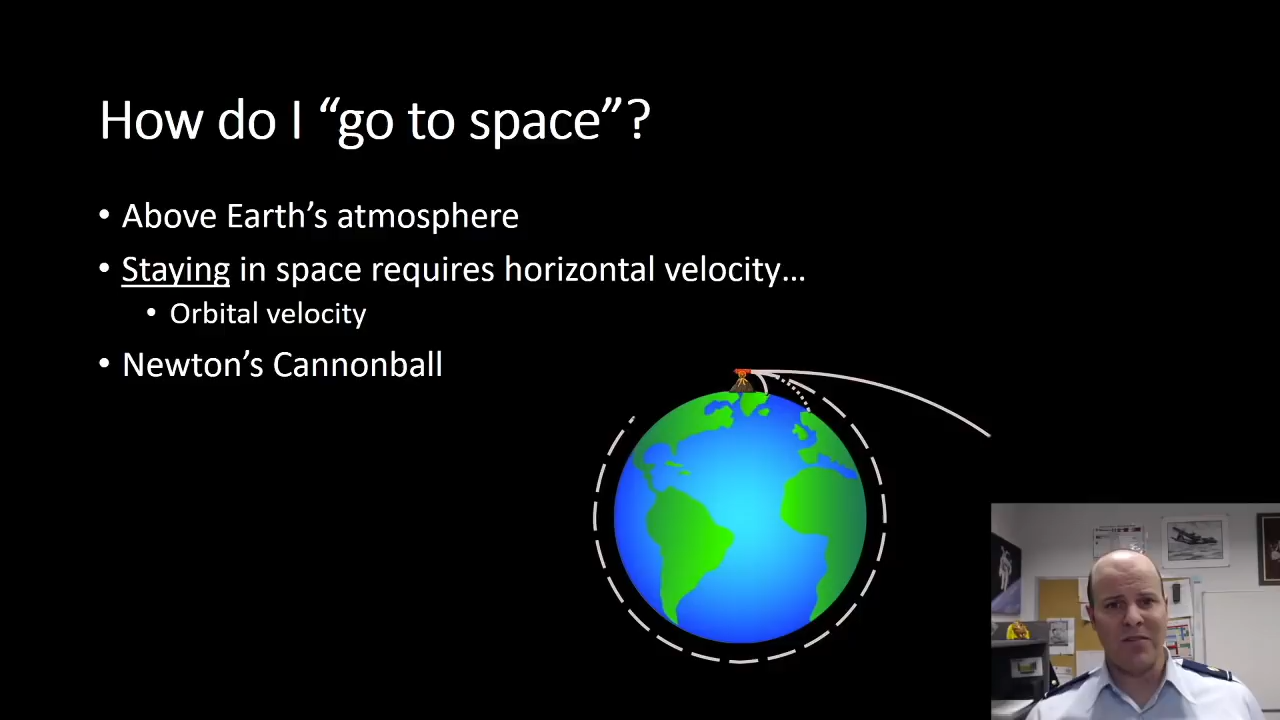 How do I “go to space”?
• Above Earth’s atmosphere
• Staying in space requires horizontal velocity…
• Orbital velocity
• Newton’s Cannonball